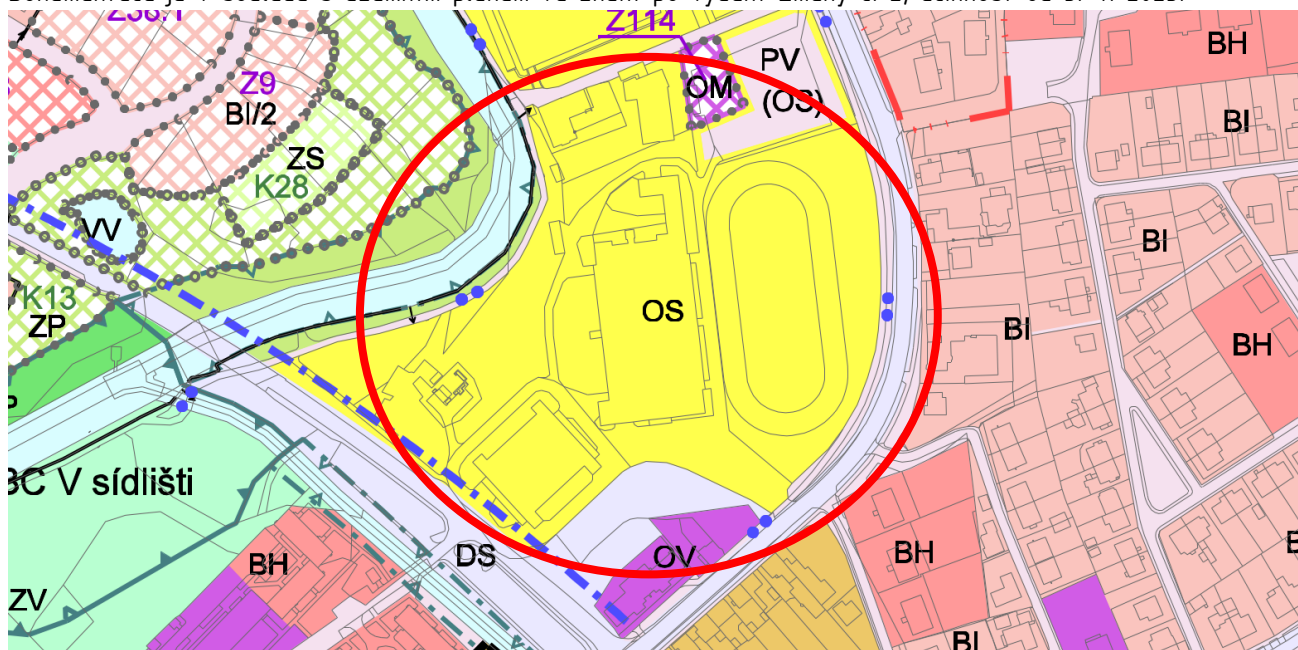 Z114
BH
PV
(OS)
OM
Z9
BI/2
BI
ZS
K28
VV
BI
K13
ZP
OS
BI
BH
BC V sídlišti
DS
OV
BH
BH
ZV
BI